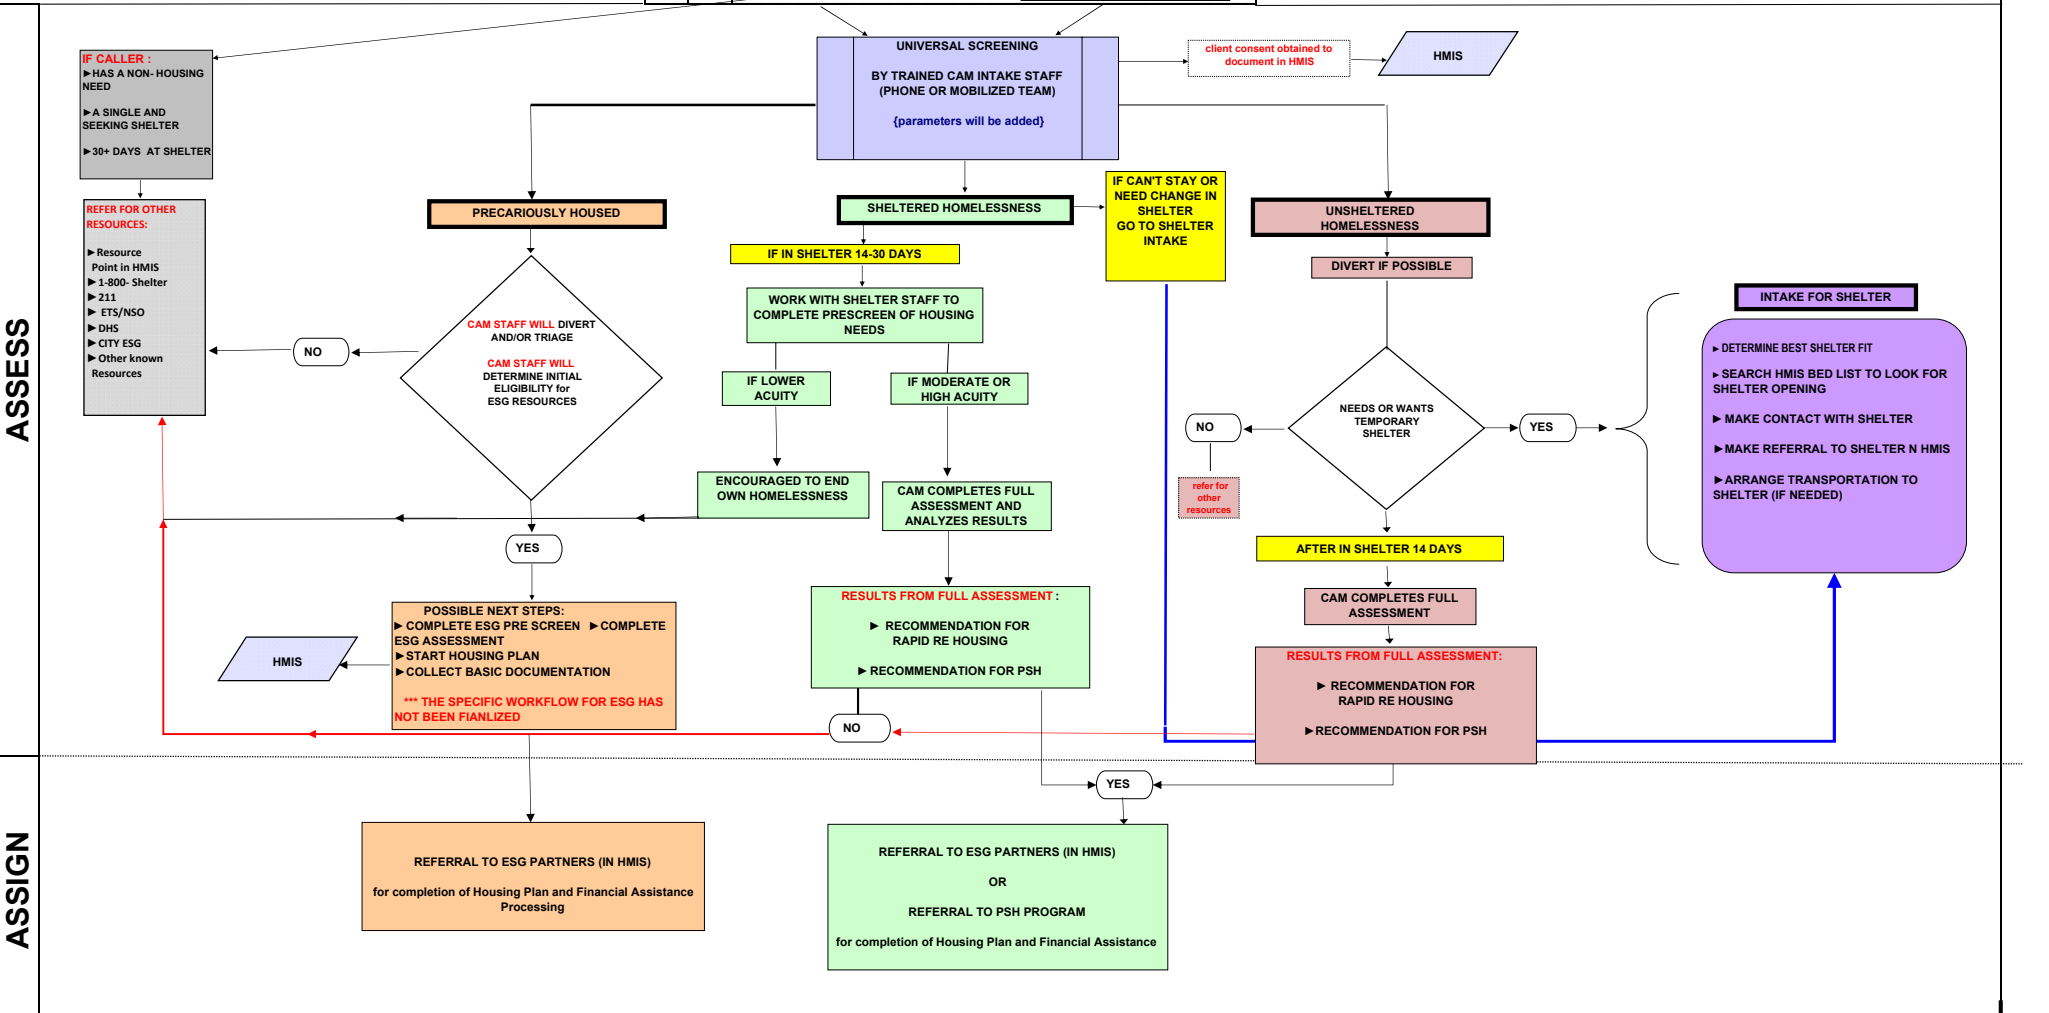 ASSESS
ASSIGN
IF CALLER :
►HAS A NON- HOUSING
NEED
►A SINGLE AND
SEEKING SHELTER
►30+ DAYS  AT SHELTER
REFER FOR OTHER
RESOURCES:
►Resource
Point in HMIS
►1-800- Shelter
►211
► ETS/NSO
►DHS
►CITY ESG
►Other known
Resources
UNIVERSAL SCREENING
BY TRAINED CAM INTAKE STAFF
(PHONE OR MOBILIZED TEAM)
{parameters will be added}
client consent obtained to
document in HMIS
HMIS
PRECARIOUSLY HOUSED
CAM STAFF WILL DIVERT
AND/OR TRIAGE
CAM STAFF WILL
DETERMINE INITIAL
ELIGIBILITY for
ESG RESOURCES
NO
YES
POSSIBLE NEXT STEPS:
► COMPLETE ESG PRE SCREEN  ►COMPLETE
ESG ASSESSMENT
►START HOUSING PLAN
►COLLECT BASIC DOCUMENTATION
*** THE SPECIFIC WORKFLOW FOR ESG HAS
NOT BEEN FIANLIZED
HMIS
SHELTERED HOMELESSNESS
IF IN SHELTER 14-30 DAYS
WORK WITH SHELTER STAFF TO
COMPLETE PRESCREEN OF HOUSING
NEEDS
IF LOWER
ACUITY
IF MODERATE OR
HIGH ACUITY
ENCOURAGED TO END
OWN HOMELESSNESS
CAM COMPLETES FULL
ASSESSMENT AND
ANALYZES RESULTS
RESULTS FROM FULL ASSESSMENT :
► RECOMMENDATION FOR
RAPID RE HOUSING
►RECOMMENDATION FOR PSH
NO
IF CAN'T STAY OR
NEED CHANGE IN
SHELTER
GO TO SHELTER
INTAKE
UNSHELTERED
HOMELESSNESS
DIVERT IF POSSIBLE
NEEDS OR WANTS
TEMPORARY
SHELTER
NO
refer for
other
resources
YES
AFTER IN SHELTER 14 DAYS
CAM COMPLETES FULL
ASSESSMENT
RESULTS FROM FULL ASSESSMENT:
► RECOMMENDATION FOR
RAPID RE HOUSING
►RECOMMENDATION FOR PSH
INTAKE FOR SHELTER
► DETERMINE BEST SHELTER FIT
► SEARCH HMIS BED LIST TO LOOK FOR
SHELTER OPENING
► MAKE CONTACT WITH SHELTER
►MAKE REFERRAL TO SHELTER N HMIS
►ARRANGE TRANSPORTATION TO
SHELTER (IF NEEDED)
YES
REFERRAL TO ESG PARTNERS (IN HMIS)
for completion of Housing Plan and Financial Assistance
Processing
REFERRAL TO ESG PARTNERS (IN HMIS)
OR
REFERRAL TO PSH PROGRAM
for completion of Housing Plan and Financial Assistance